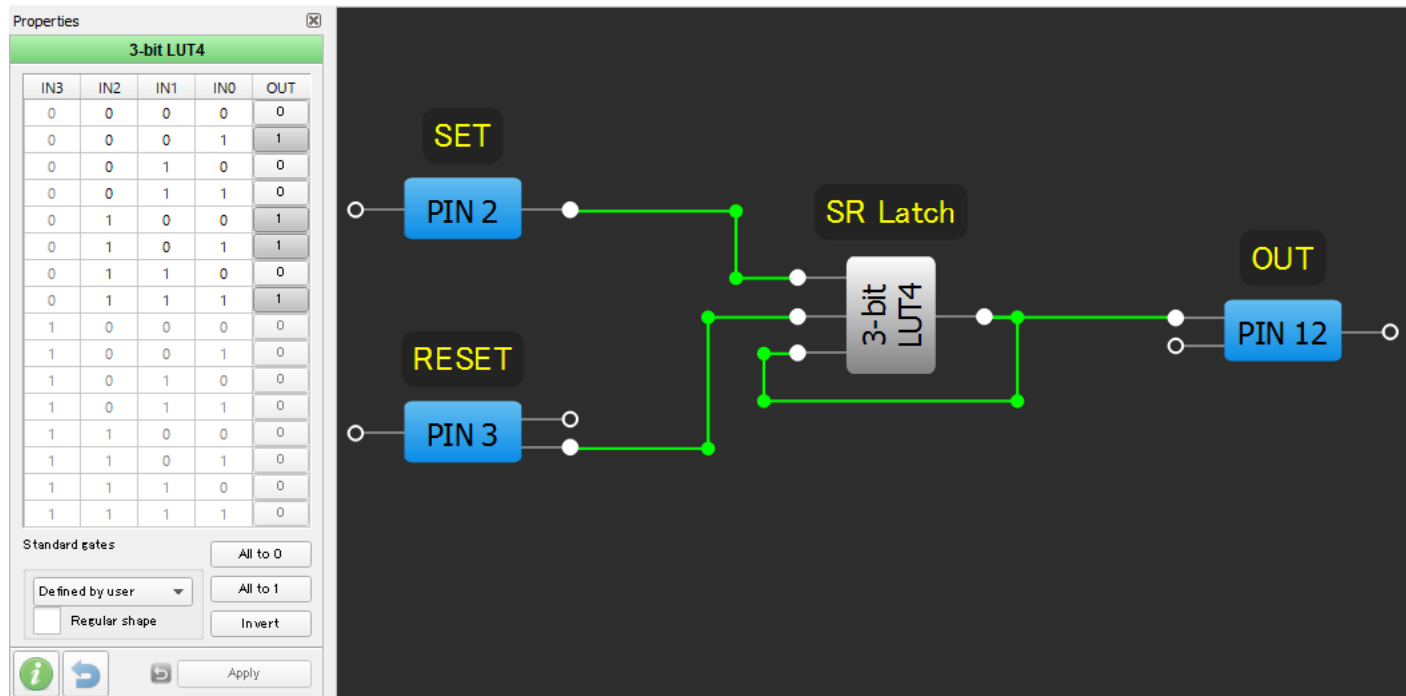 Properties
3-bit LUT4
IN3 IN2 IN1 IN0 OUT
0 0 0 0 0
0 0 0 1 1
0 0 1 0 0
0 0 1 1 0
0 1 0 0 1
0 1 0 1 1
0 1 1 0 0
0 1 1 1 1
1 0 0 0 0
1 0 0 1 0
1 0 1 0 0
1 0 1 1 0
1 1 0 0 0
1 1 0 1 0
1 1 1 0 0
1 1 1 1 0
Standard gates
All to 0
Defined by user
All to 1
Regular shape
Invert
Apply
SET
PIN 2
RESET
PIN 3
SR Latch
3-bit
LUT4
OUT
PIN 12